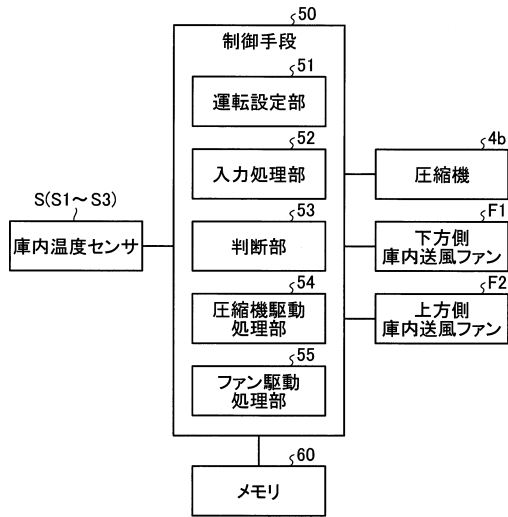 50
制御手段
51
運転設定部
52
入力処理部
53
判断部
54
圧縮機駆動
処理部
55
ファン駆動
処理部
S(S1～S3)
庫内温度センサ
4b
圧縮機
F1
下方側
庫内送風ファン
F2
上方側
庫内送風ファン
60
メモリ